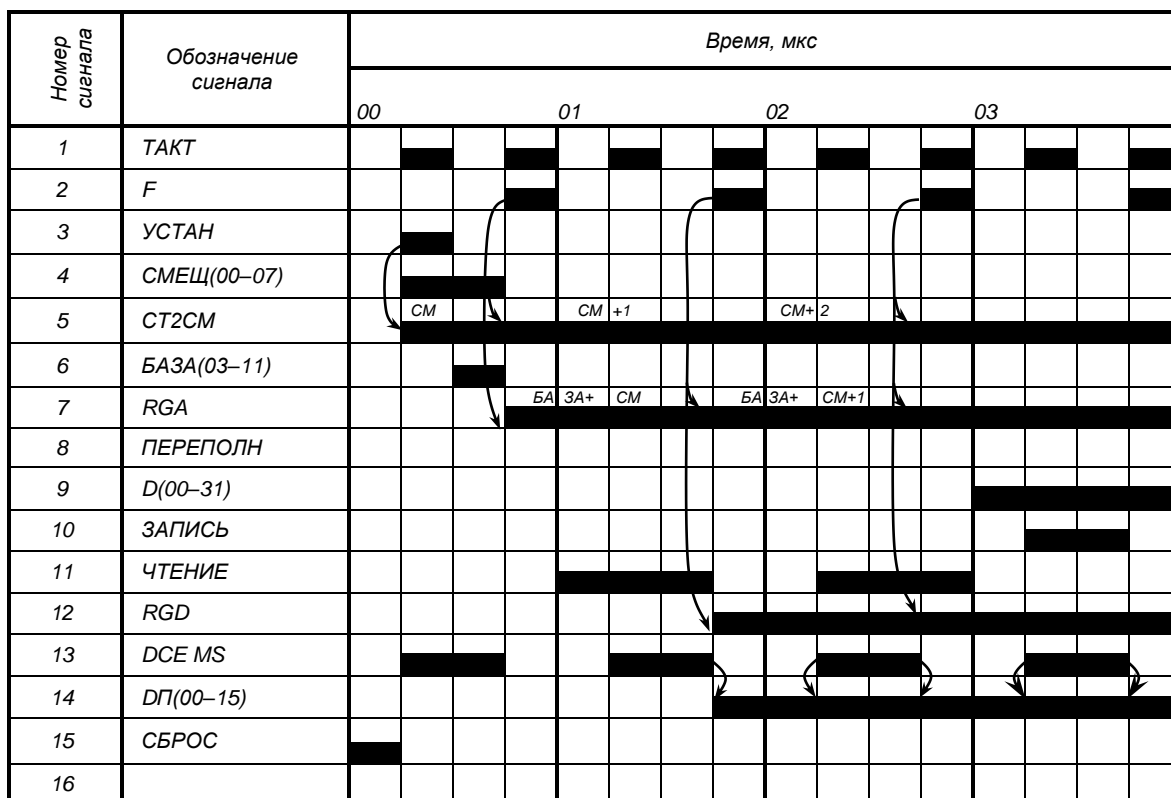 Номер сигнала
Обозначение сигнала
Время, мкс
00 01 02 03
1 ТАКТ
2 F
3 УСТАН
4 СМЕЩ(00–07)
СМ СМ +1 СМ+ 2
5 СТ2СМ
6 БАЗА(03–11)
БА ЗА+ СМ БА ЗА+ СМ+1
7 RGA
8 ПЕРЕПОЛН
9 D(00–31)
10 ЗАПИСЬ
11 ЧТЕНИЕ
12 RGD
13 DCE MS
14 DП(00–15)
15 СБРОС
16